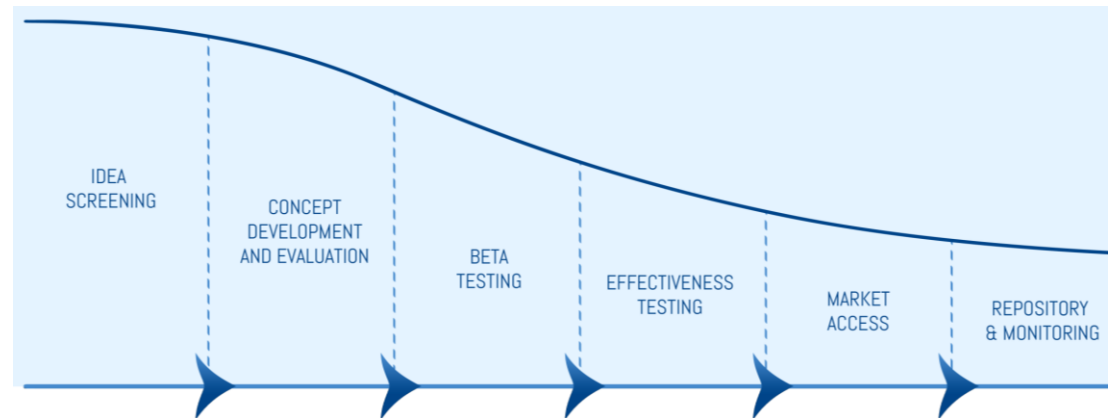 IDEA
SCREENING
CONCEPT
DEVELOPMENT
AND EVALUATION
BETA
TESTING
EFFECTIVENESS
TESTING
MARKET
ACCESS
REPOSITORY
& MONITORING